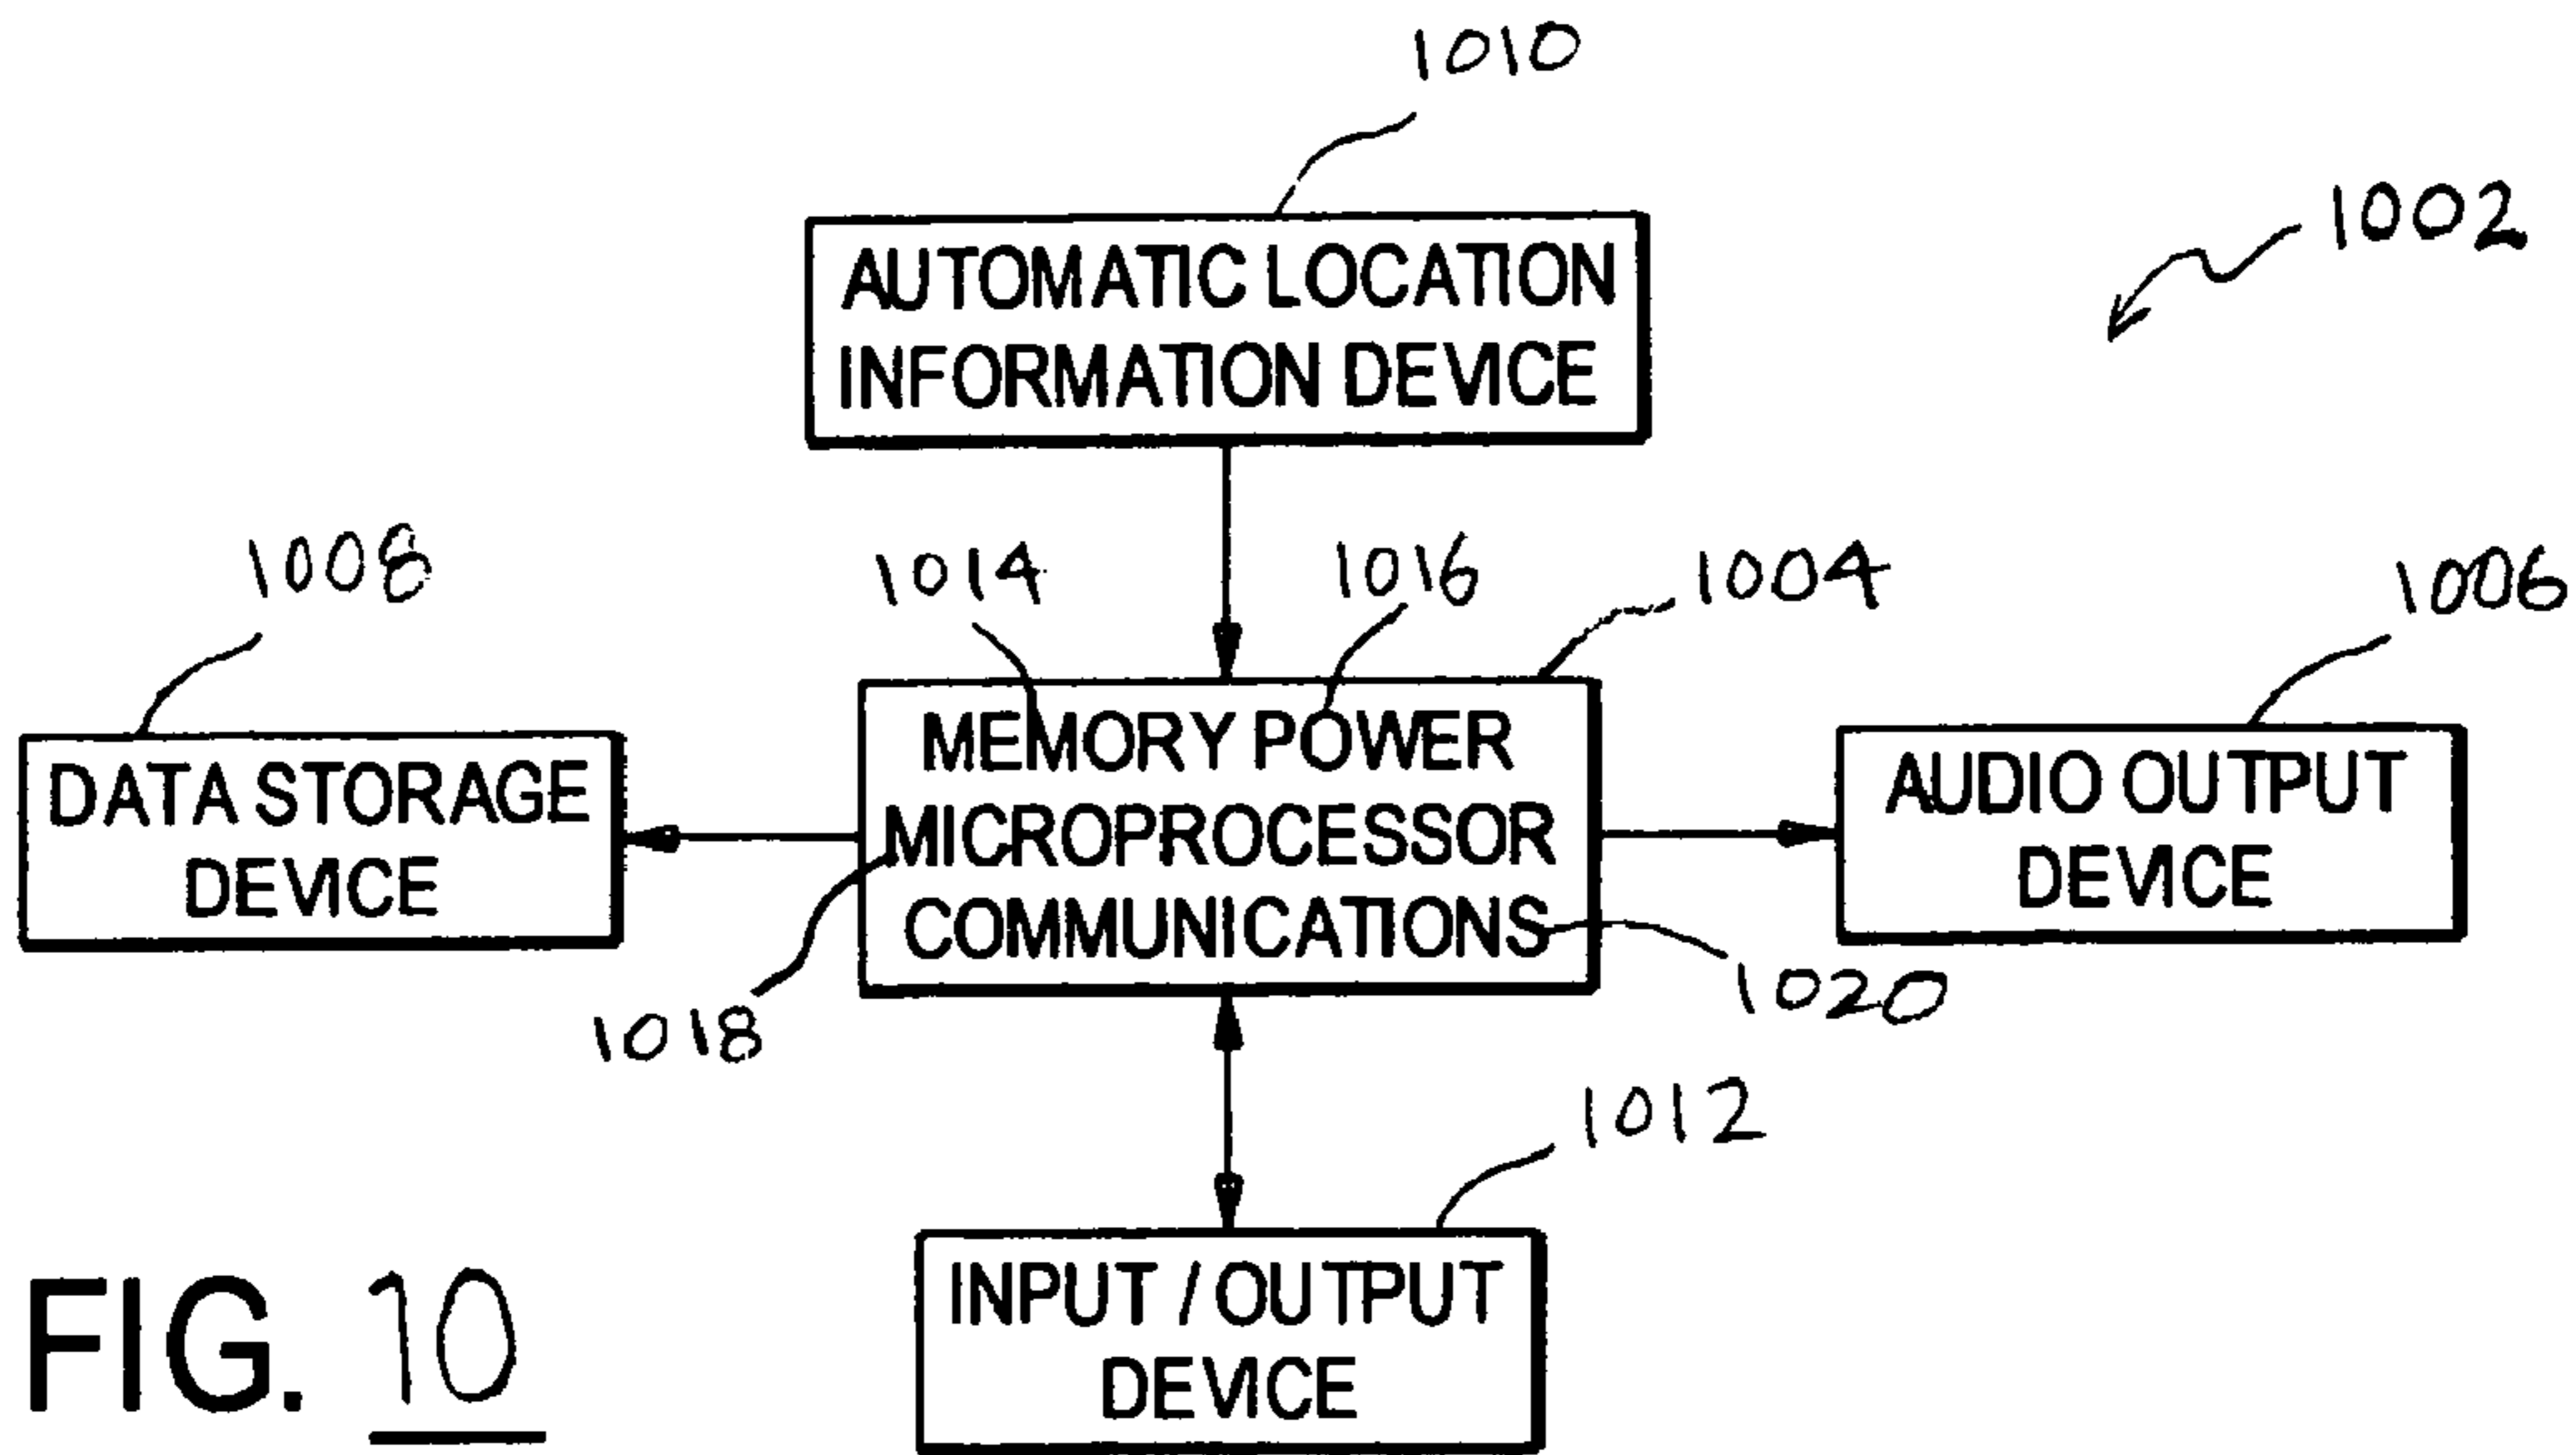 1010
1002
AUTOMATIC LOCATION
INFORMATION DEVICE
1008
1014
1016
1004
1006
DATA STORAGE
DEVICE
MEMORY POWER
MICROPROCESSOR
COMMUNICATIONS
AUDIO OUTPUT
DEVICE
1018
1020
1012
INPUT / OUTPUT
DEVICE
FIG. 10